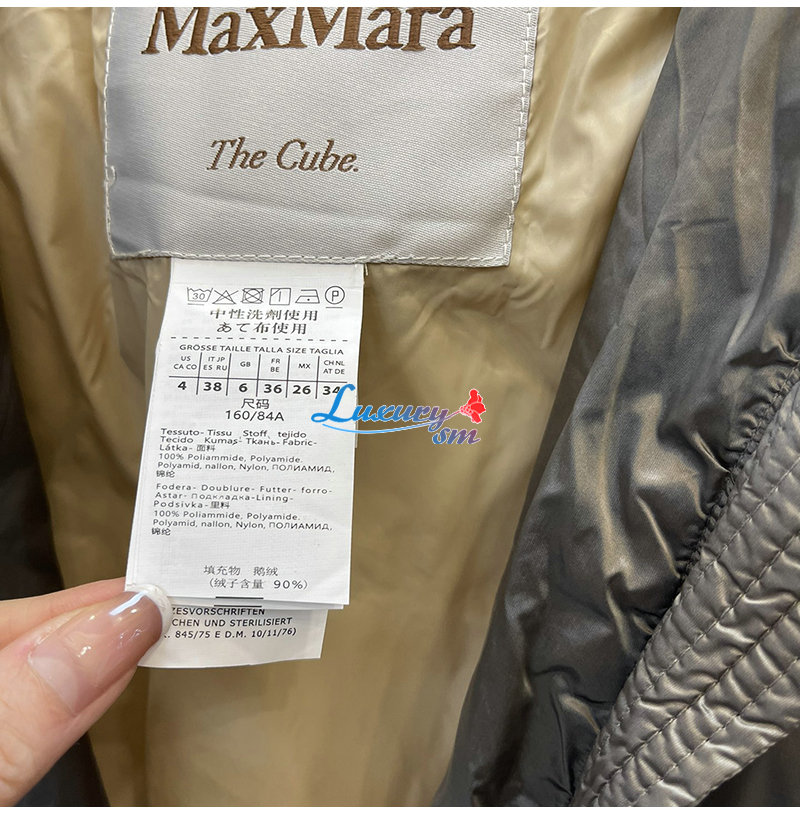 MaxMara
The Cube.
30 P
中性洗劑使用
あて布使用
GRÖSSE TAILLE TALLA SIZE TAGLIA
US CA CO IT JP ES RU GB FR BE MX CH NL AT DE
4 38 6 36 26 34
尺码
160/84A
Luxury
sm
Tessuto- Tissu Stoff, tejido
Tecido Kumaş- Ткань- Fabric-
Látka- 面料
100% Poliammide, Polyamide.
Polyamid, nallon, Nylon, ПОЛИАМИД,
锦纶
Fodera- Doublure- Futter- forro-
Astar- Подкладка-Lining-
Podsivka-里料
100% Poliammide, Polyamide.
Polyamid, nallon, Nylon, ПОЛИАМИД,
锦纶
填充物 鹅绒
(绒子含量 90%)
ZESVORSCHRIFTEN
CHEN UND STERILISIERT
. 845/75 E D.M. 10/11/76)